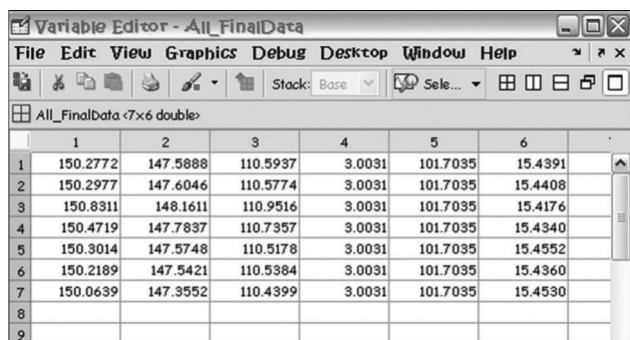 Variable Editor - All_FinalData
File Edit View Graphics Debug Desktop Window Help
Stack: Base Sele...
All_FinalData <7x6 double>
1 2 3 4 5 6
1 150.2772 147.5888 110.5937 3.0031 101.7035 15.4391
2 150.2977 147.6046 110.5774 3.0031 101.7035 15.4408
3 150.8311 148.1611 110.9516 3.0031 101.7035 15.4176
4 150.4719 147.7837 110.7357 3.0031 101.7035 15.4340
5 150.3014 147.5748 110.5178 3.0031 101.7035 15.4552
6 150.2189 147.5421 110.5384 3.0031 101.7035 15.4360
7 150.0639 147.3552 110.4399 3.0031 101.7035 15.4530
8
9